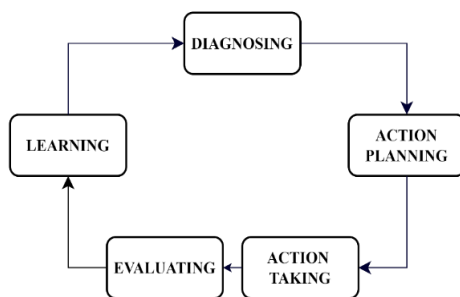 DIAGNOSING
ACTION
PLANNING
ACTION
TAKING
EVALUATING
LEARNING